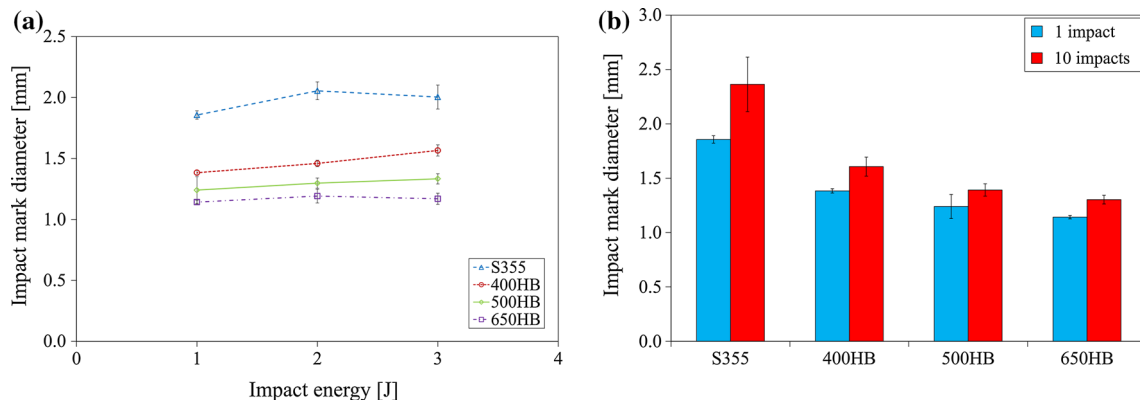 (a)
Impact mark diameter [mm]
2.5
2.0
1.5
1.0
0.5
0.0
0
1
2
3
4
Impact energy [J]
S355
400HB
500HB
650HB
(b)
Impact mark diameter [mm]
3.0
2.5
2.0
1.5
1.0
0.5
0.0
S355
400HB
500HB
650HB
1 impact
10 impacts